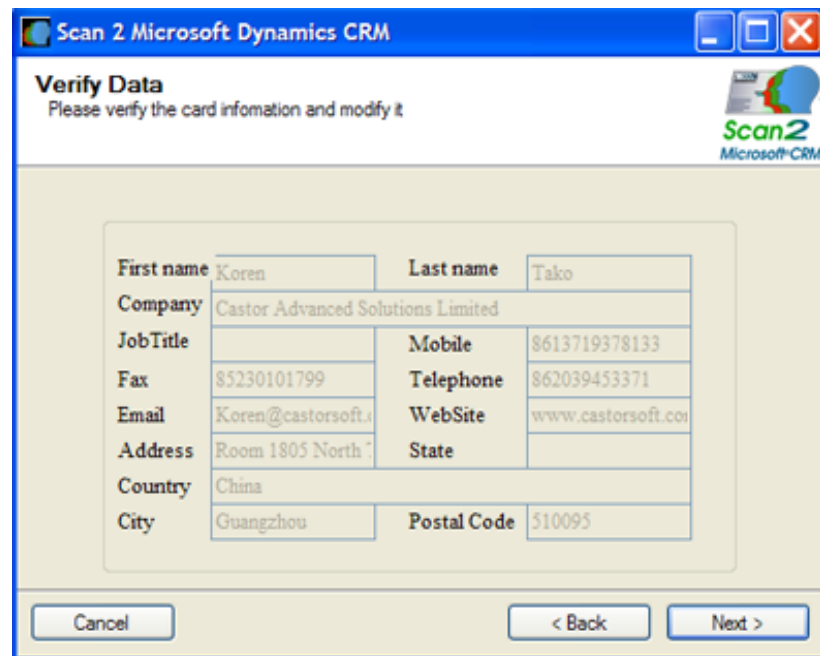 Scan 2 Microsoft Dynamics CRM
Verify Data
Please verify the card infomation and modify it
Scan2
Microsoft CRM
First name Koren Last name Tako
Company Castor Advanced Solutions Limited
JobTitle Mobile 8613719378133
Fax 85230101799 Telephone 862039453371
Email Koren@castorsoft. WebSite www.castorsoft.co
Address Room 1805 North State
Country China
City Guangzhou Postal Code 510095
Cancel < Back Next >